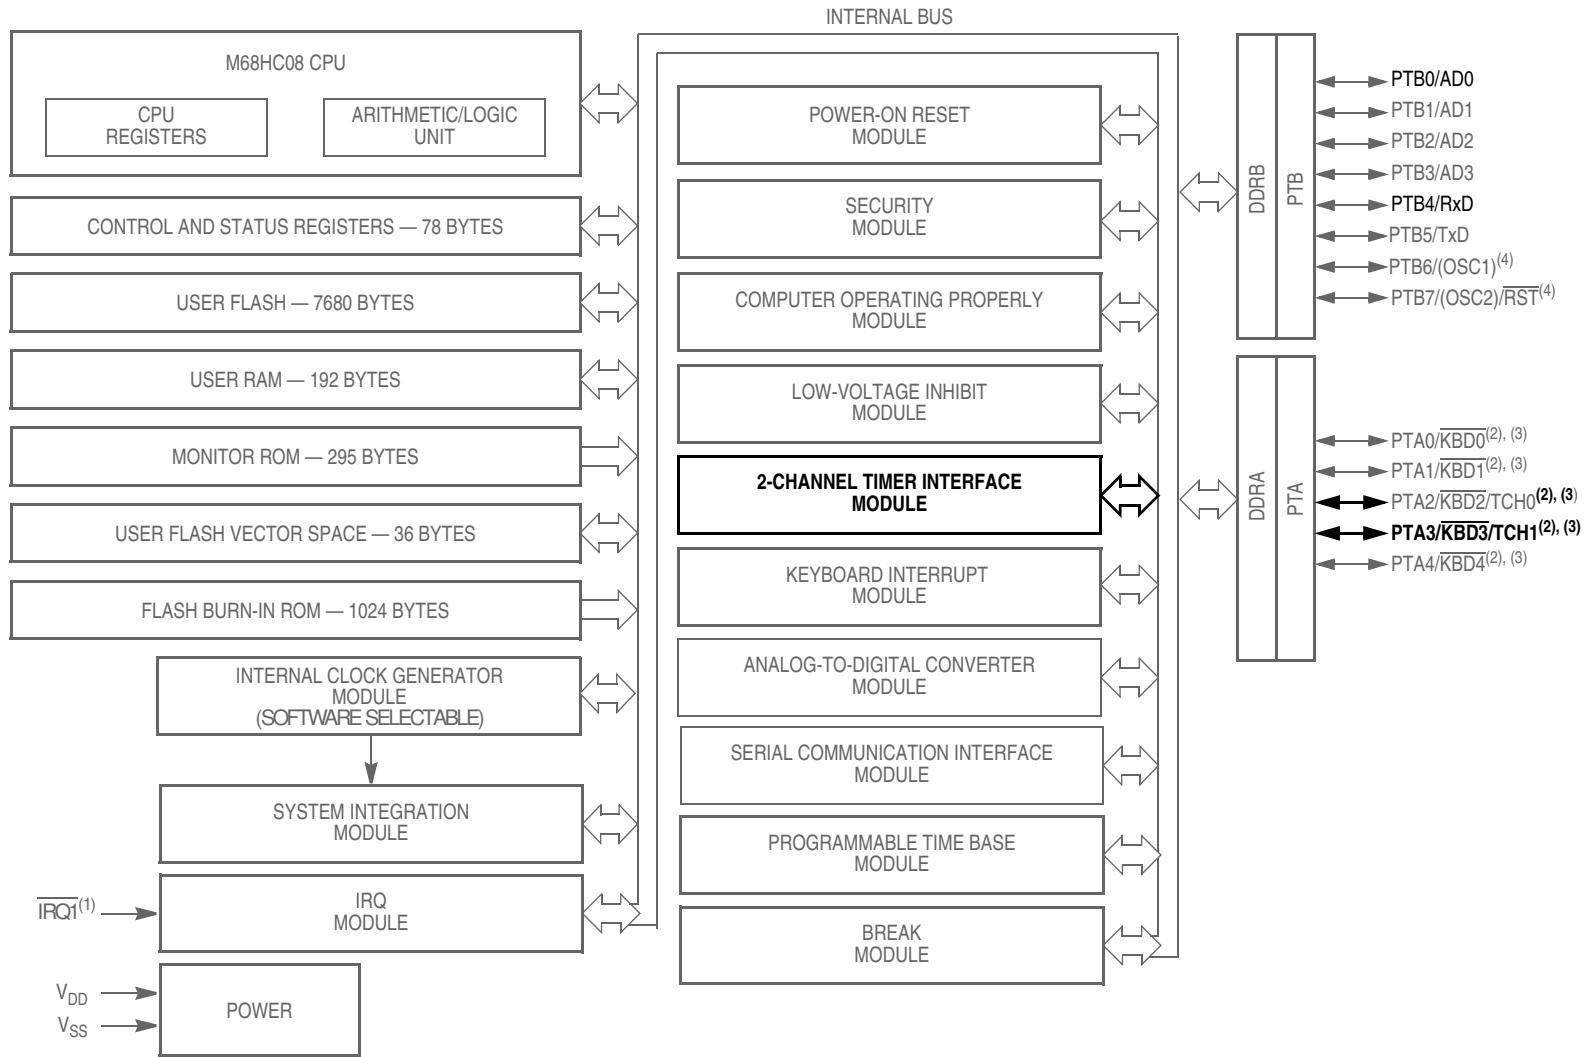 INTERNAL BUS
M68HC08 CPU
CPU
REGISTERS
ARITHMETIC/LOGIC
UNIT
CONTROL AND STATUS REGISTERS — 78 BYTES
USER FLASH — 7680 BYTES
USER RAM — 192 BYTES
MONITOR ROM — 295 BYTES
USER FLASH VECTOR SPACE — 36 BYTES
FLASH BURN-IN ROM — 1024 BYTES
INTERNAL CLOCK GENERATOR
MODULE
(SOFTWARE SELECTABLE)
SYSTEM INTEGRATION
MODULE
IRQ1(1)
IRQ
MODULE
VDD
VSS
POWER
POWER-ON RESET
MODULE
SECURITY
MODULE
COMPUTER OPERATING PROPERLY
MODULE
LOW-VOLTAGE INHIBIT
MODULE
2-CHANNEL TIMER INTERFACE
MODULE
KEYBOARD INTERRUPT
MODULE
ANALOG-TO-DIGITAL CONVERTER
MODULE
SERIAL COMMUNICATION INTERFACE
MODULE
PROGRAMMABLE TIME BASE
MODULE
BREAK
MODULE
DDRB
PTB
PTB0/AD0
PTB1/AD1
PTB2/AD2
PTB3/AD3
PTB4/RxD
PTB5/TxD
PTB6/(OSC1)(4)
PTB7/(OSC2)/RST(4)
DDRA
PTA
PTA0/KBD0(2), (3)
PTA1/KBD1(2), (3)
PTA2/KBD2/TCH0(2), (3)
PTA3/KBD3/TCH1(2), (3)
PTA4/KBD4(2), (3)